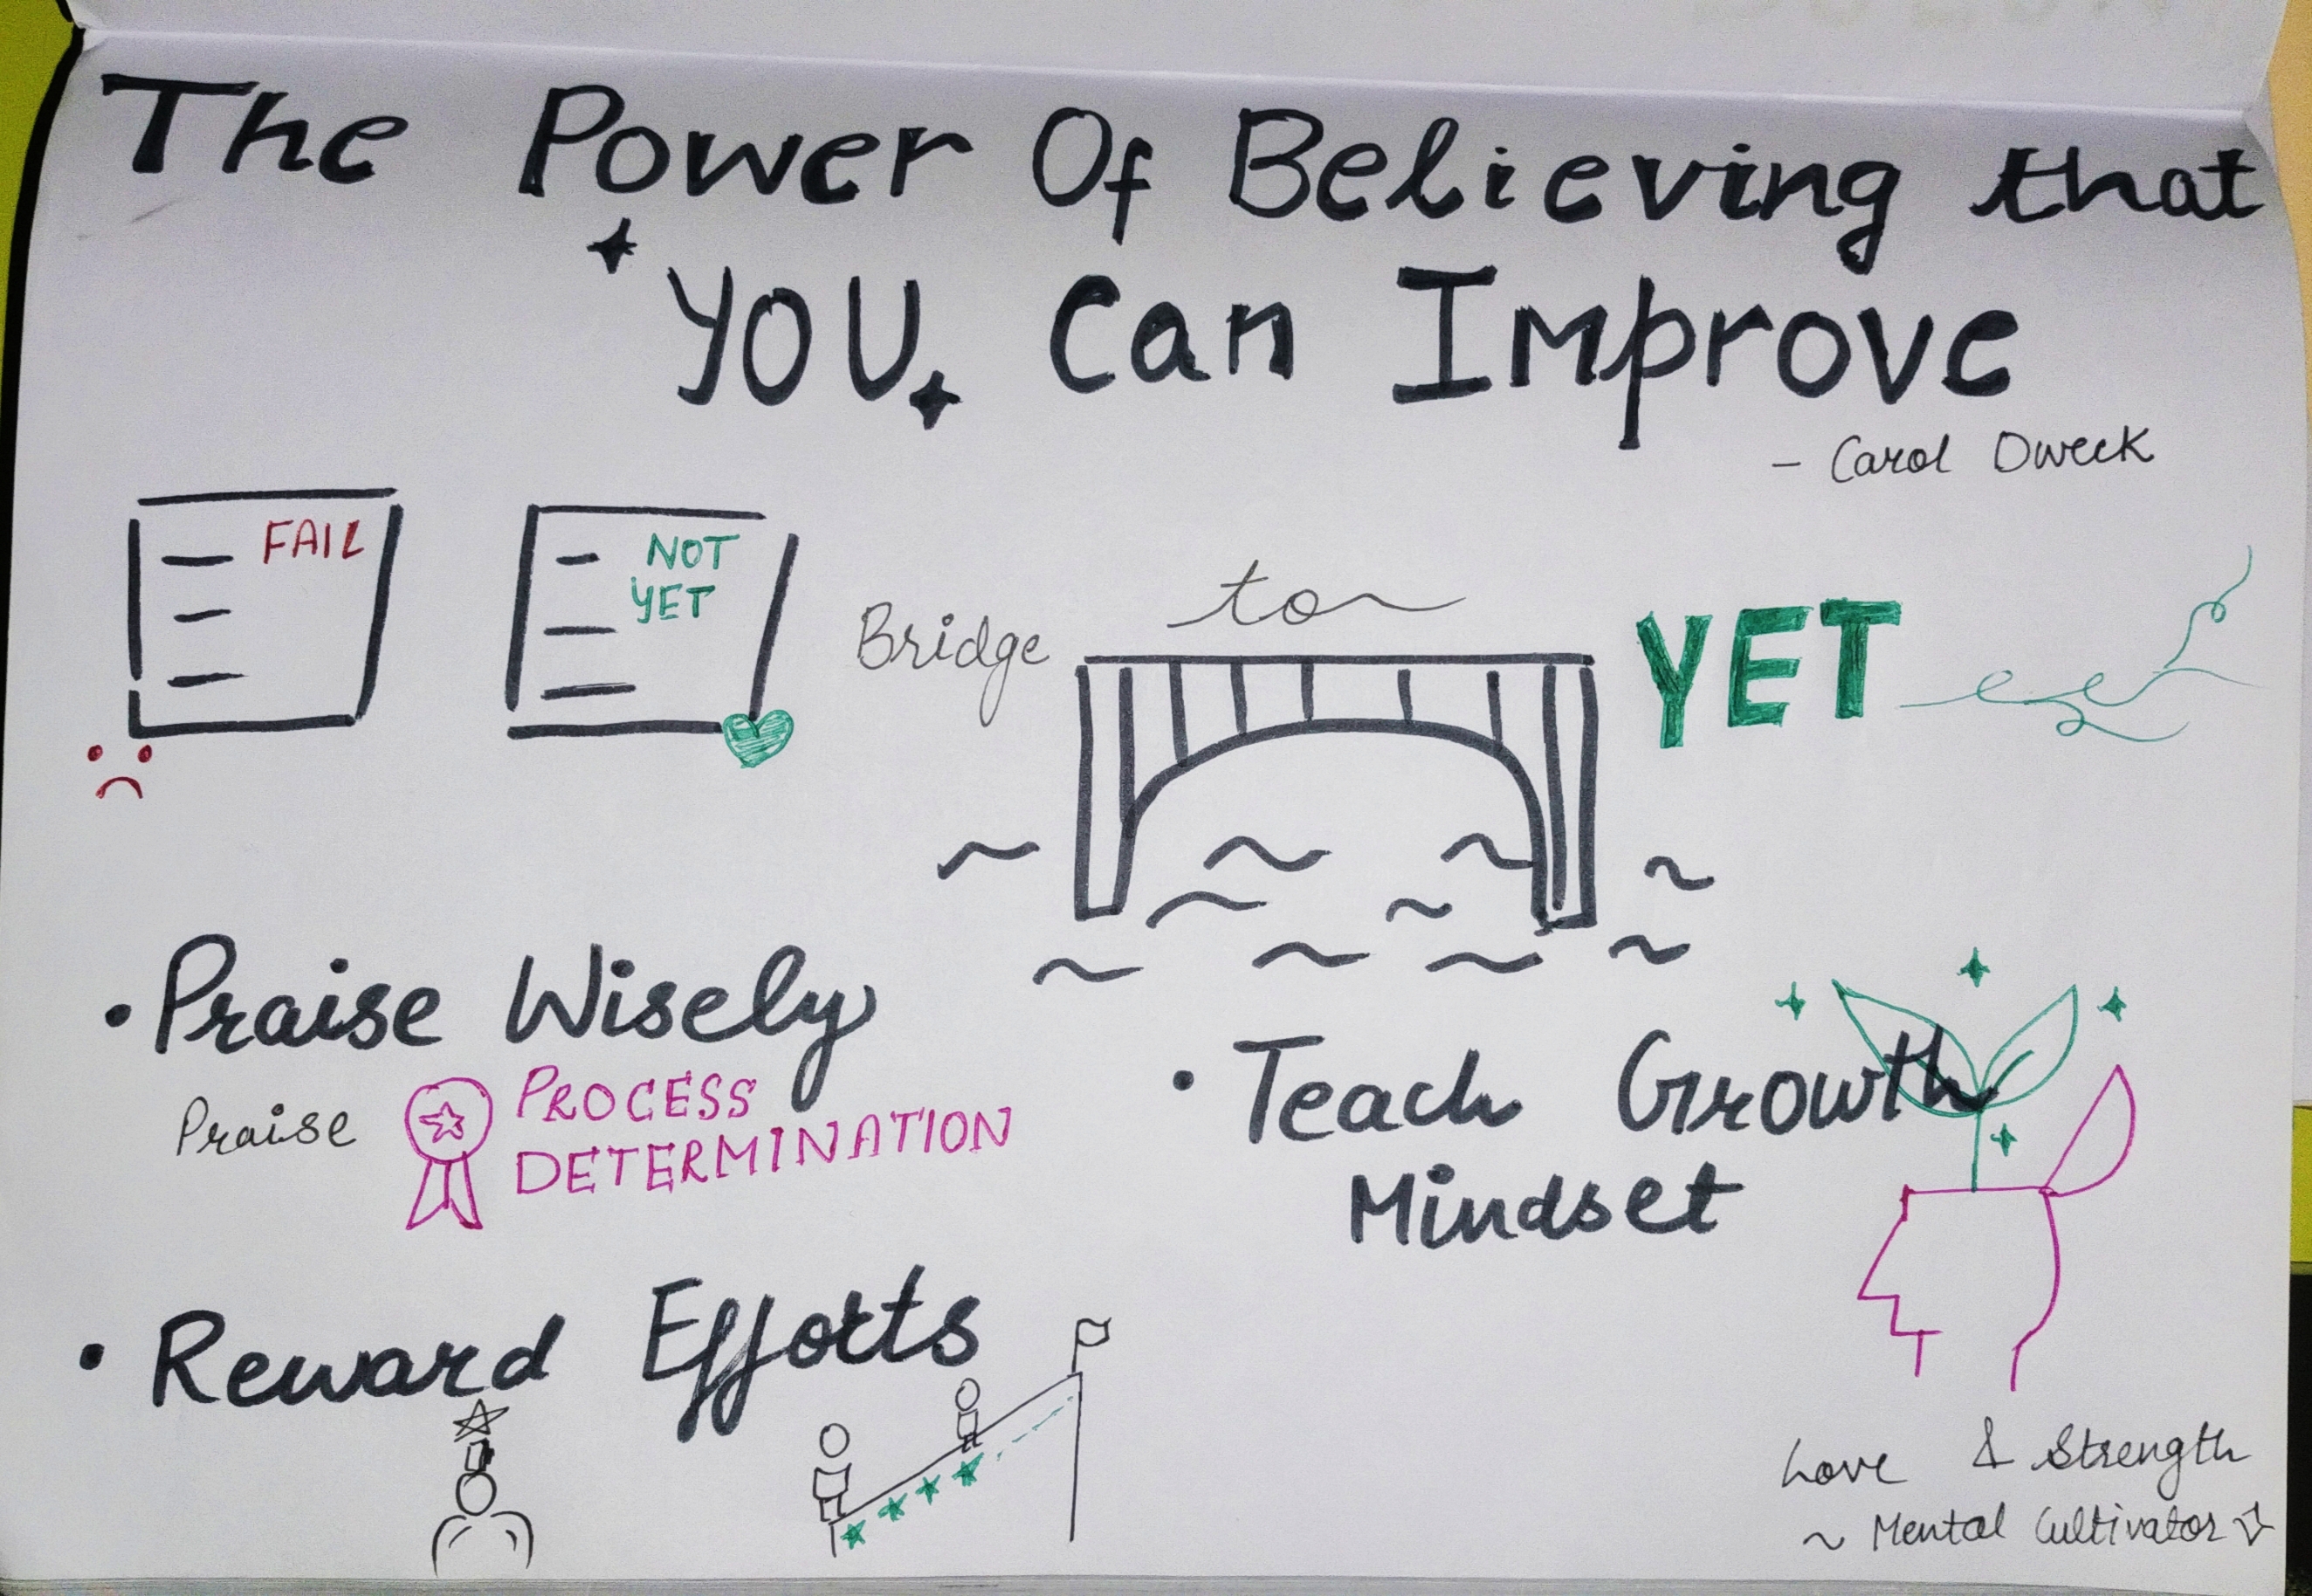 The Power Of Believing that
YOU Can Improve
- Carol Dweck
FAIL
NOT
YET
Bridge to YET
• Praise Wisely
Praise PROCESS
DETERMINATION
• Teach Growth
Mindset
• Reward Efforts
Love & Strength
~ Mental Cultivator